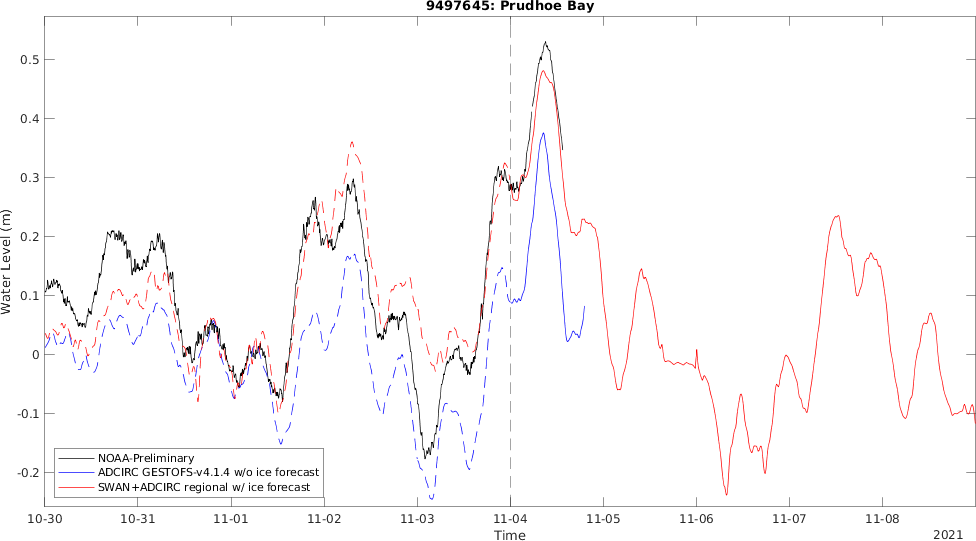 9497645: Prudhoe Bay
Water Level (m)
0.5
0.4
0.3
0.2
0.1
0
-0.1
-0.2
NOAA-Preliminary
ADCIRC GESTOFS-v4.1.4 w/o ice forecast
SWAN+ADCIRC regional w/ ice forecast
10-30 10-31 11-01 11-02 11-03 11-04 11-05 11-06 11-07 11-08
Time
2021